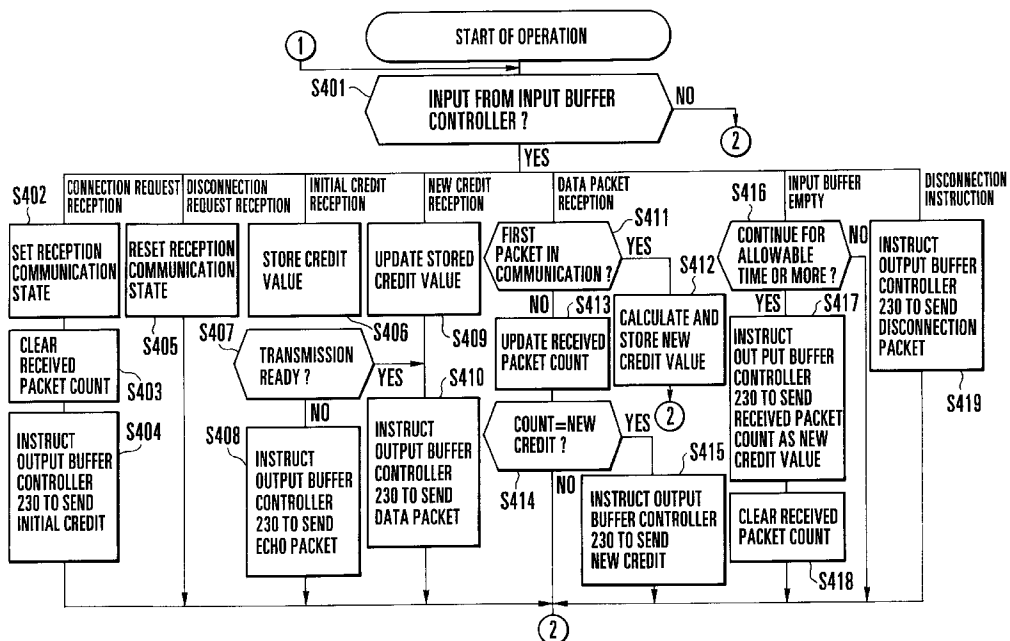 START OF OPERATION
1
S401
INPUT FROM INPUT BUFFER
CONTROLLER ?
NO
2
YES
S402
CONNECTION REQUEST
RECEPTION
SET RECEPTION
COMMUNICATION
STATE
CLEAR
RECEIVED
PACKET COUNT
S403
S404
INSTRUCT
OUTPUT BUFFER
CONTROLLER
230 TO SEND
INITIAL CREDIT
DISCONNECTION
REQUEST RECEPTION
RESET RECEPTION
COMMUNICATION
STATE
S405
INITIAL CREDIT
RECEPTION
STORE CREDIT
VALUE
S406
S407
TRANSMISSION
READY ?
YES
NO
S408
INSTRUCT
OUTPUT BUFFER
CONTROLLER
230 TO SEND
ECHO PACKET
NEW CREDIT
RECEPTION
UPDATE STORED
CREDIT VALUE
S409
S410
INSTRUCT
OUTPUT BUFFER
CONTROLLER
230 TO SEND
DATA PACKET
DATA PACKET
RECEPTION
S411
FIRST
PACKET IN
COMMUNICATION ?
YES
S412
NO
S413
CALCULATE AND
STORE NEW
CREDIT VALUE
2
UPDATE RECEIVED
PACKET COUNT
COUNT=NEW
CREDIT ?
YES
S414
NO
S415
INSTRUCT OUTPUT
BUFFER CONTROLLER
230 TO SEND
NEW CREDIT
INPUT BUFFER
EMPTY
S416
CONTINUE FOR
ALLOWABLE
TIME OR MORE ?
NO
YES
S417
INSTRUCT
OUT PUT BUFFER
CONTROLLER
230 TO SEND
RECEIVED PACKET
COUNT AS NEW
CREDIT VALUE
CLEAR RECEIVED
PACKET COUNT
S418
DISCONNECTION
INSTRUCTION
INSTRUCT
OUTPUT BUFFER
CONTROLLER
230 TO SEND
DISCONNECTION
PACKET
S419
2